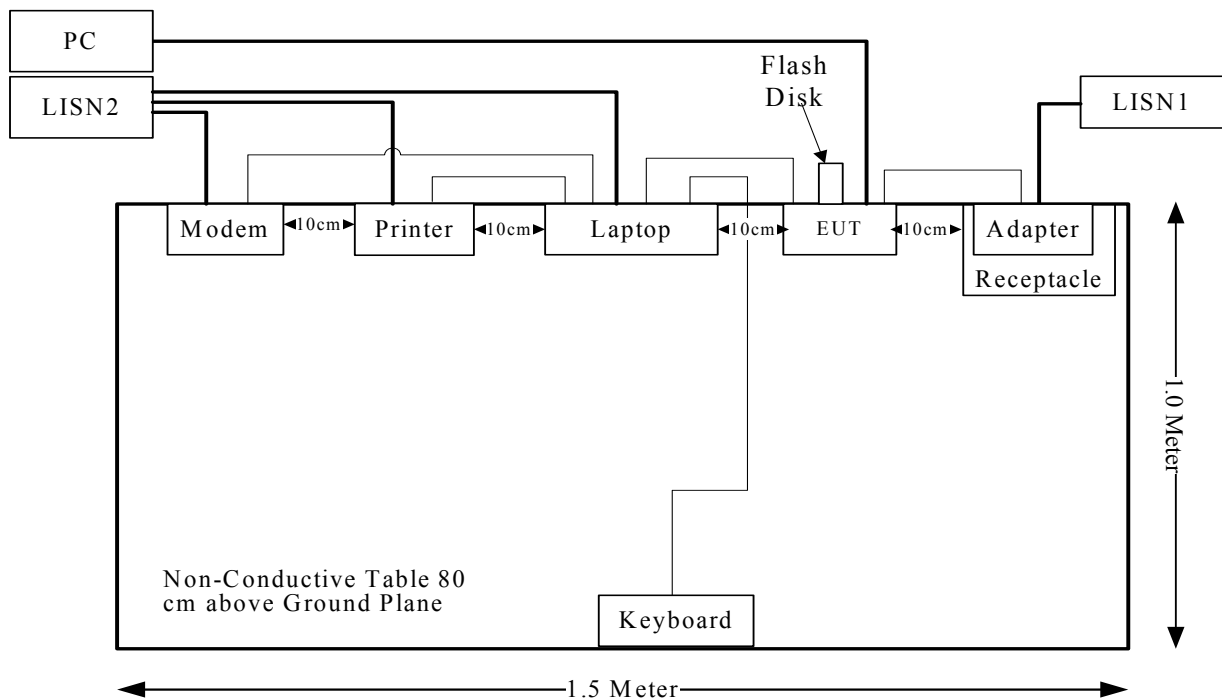 PC
Flash
Disk
LISN2
LISN1
Modem
10cm
Printer
10cm
Laptop
10cm
EUT
10cm
Adapter
Receptacle
1.0 Meter
Non-Conductive Table 80
cm above Ground Plane
Keyboard
1.5 Meter